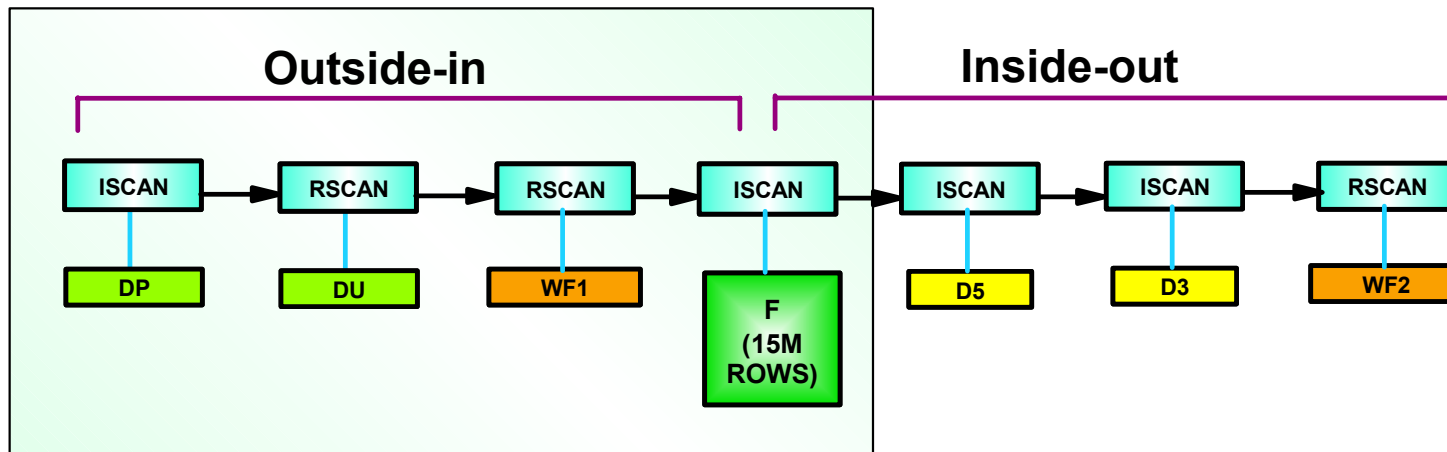 Outside-in
Inside-out
ISCAN
RSCAN
RSCAN
ISCAN
ISCAN
ISCAN
RSCAN
DP
DU
WF1
F
(15M
ROWS)
D5
D3
WF2